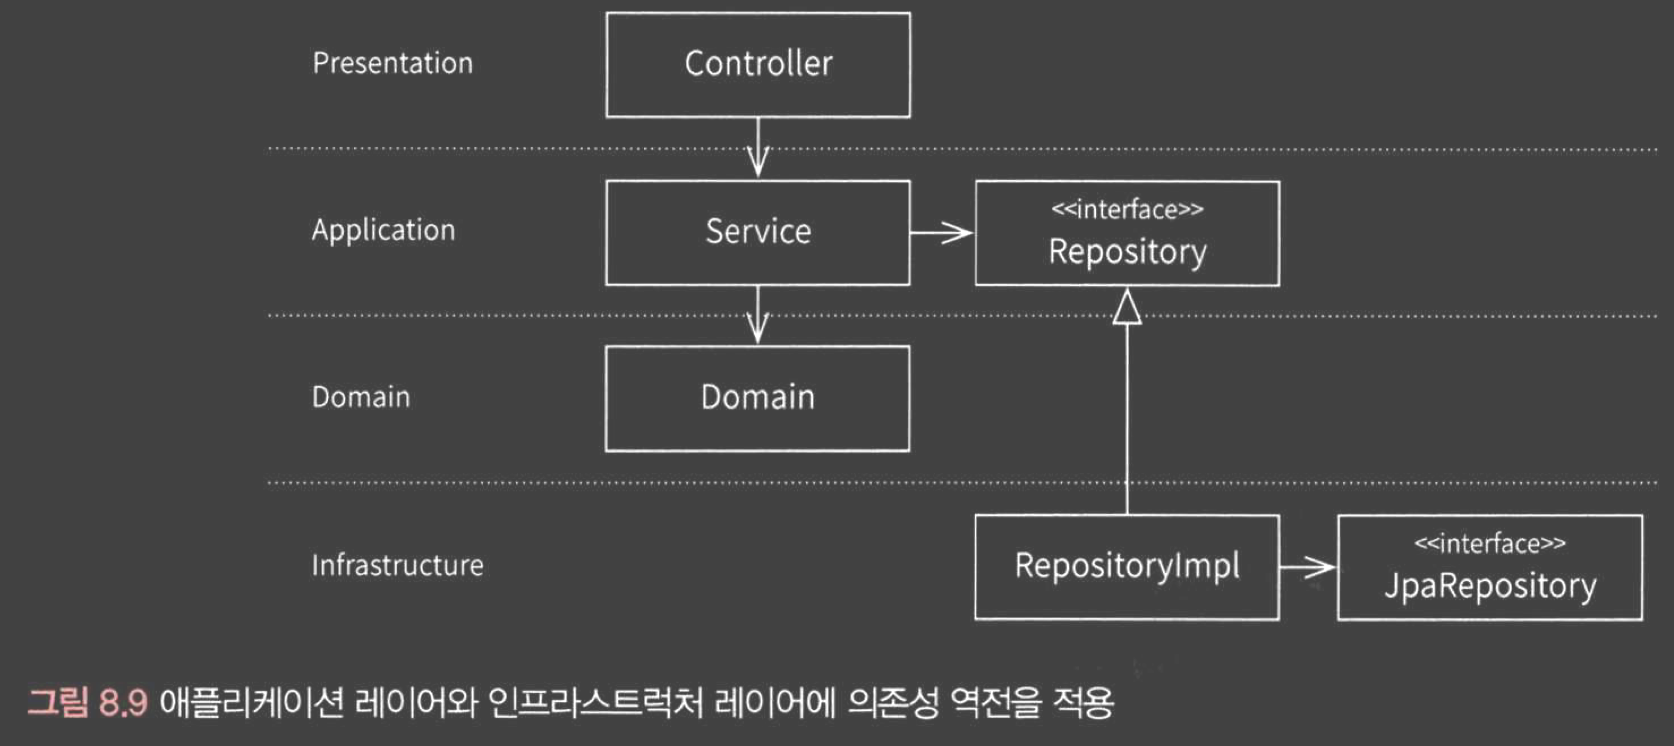 Presentation
Controller
Application
Service
<<interface>>
Repository
Domain
Domain
Infrastructure
RepositoryImpl
<<interface>>
JpaRepository
그림 8.9 애플리케이션 레이어와 인프라스트럭처 레이어에 의존성 역전을 적용